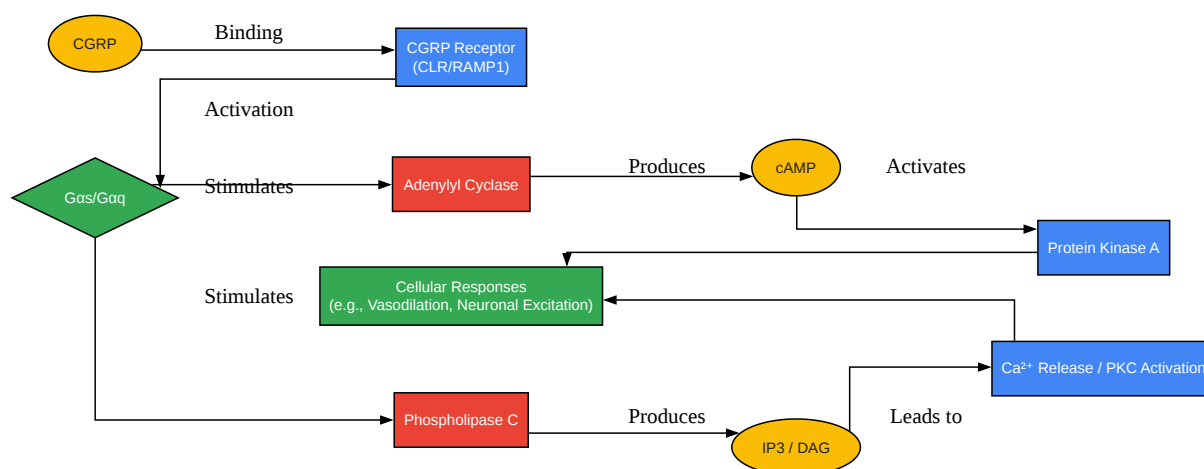 Binding
CGRP
CGRP Receptor
(CLR/RAMP1)
Activation
Stimulates
Adenylyl Cyclase
Produces
cAMP
Activates
Gαs/Gαq
Protein Kinase A
Stimulates
Cellular Responses
(e.g., Vasodilation, Neuronal Excitation)
Ca²⁺ Release / PKC Activation
Phospholipase C
Produces
Leads to
IP3 / DAG